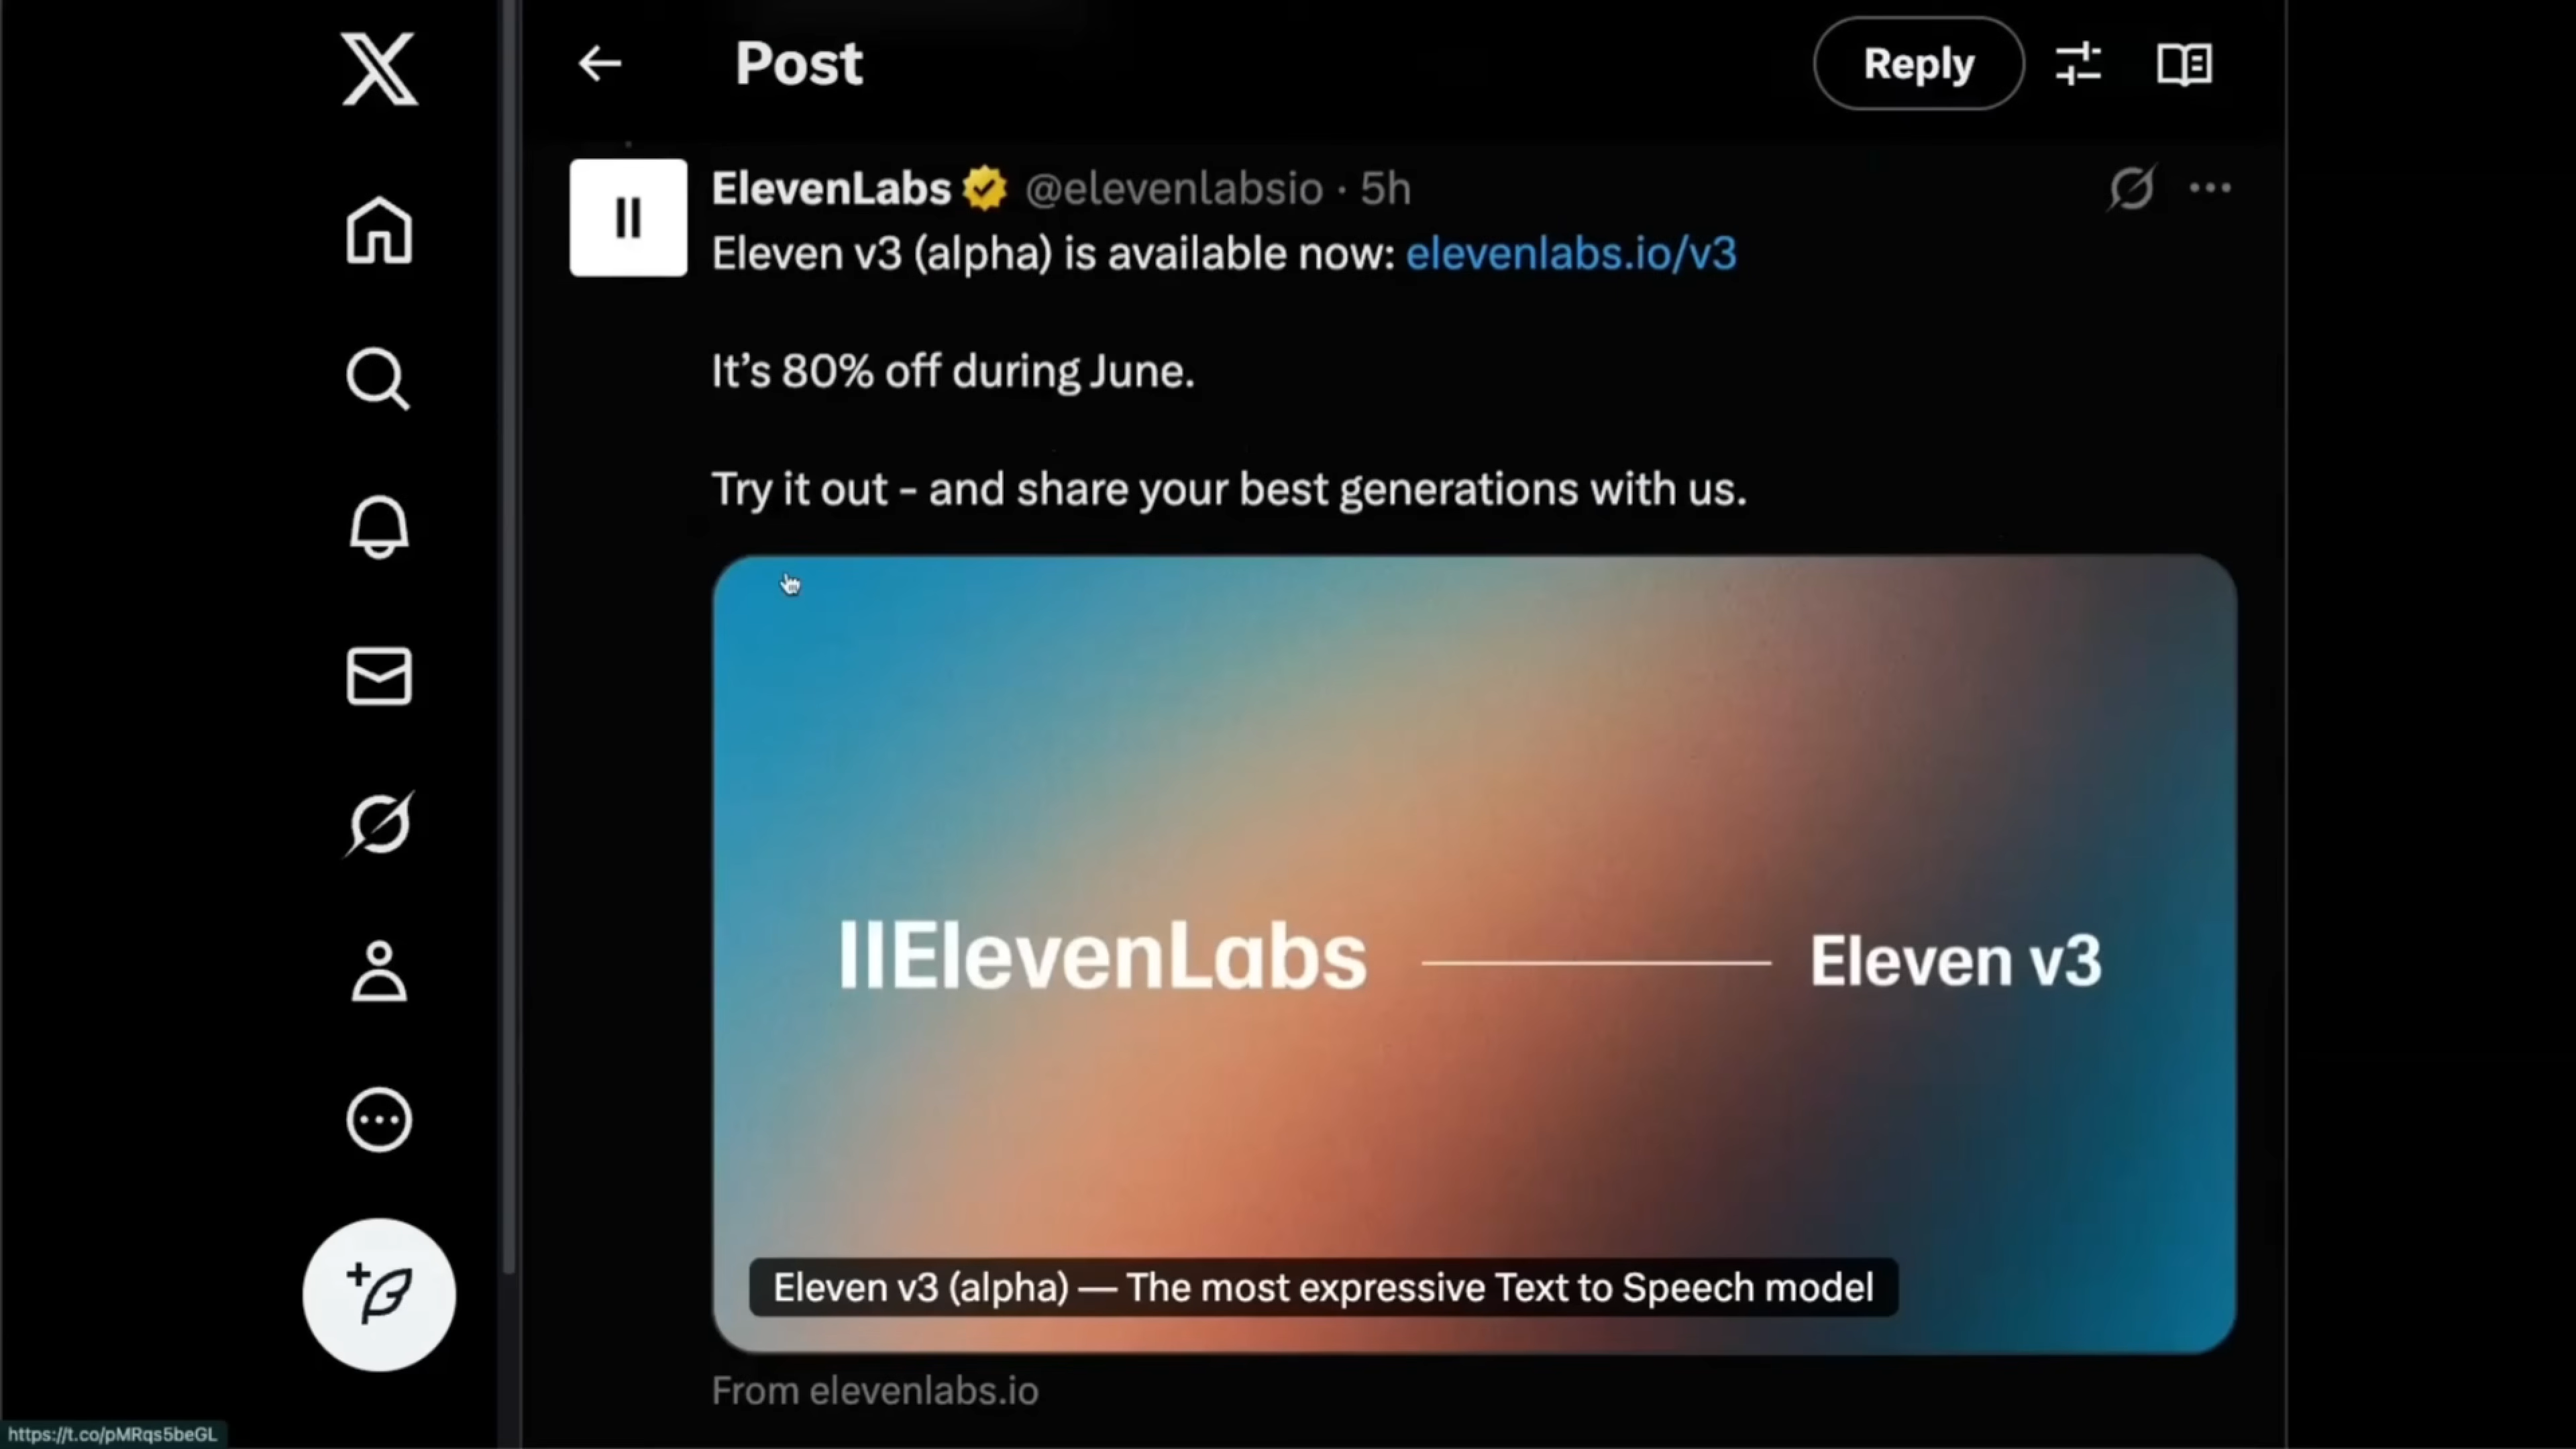 Post
Reply
ElevenLabs @elevenlabsio · 5h
Eleven v3 (alpha) is available now: elevenlabs.io/v3
It’s 80% off during June.
Try it out - and share your best generations with us.
IIElevenLabs
Eleven v3
Eleven v3 (alpha) — The most expressive Text to Speech model
From elevenlabs.io
https://t.co/pMRqs5beGL